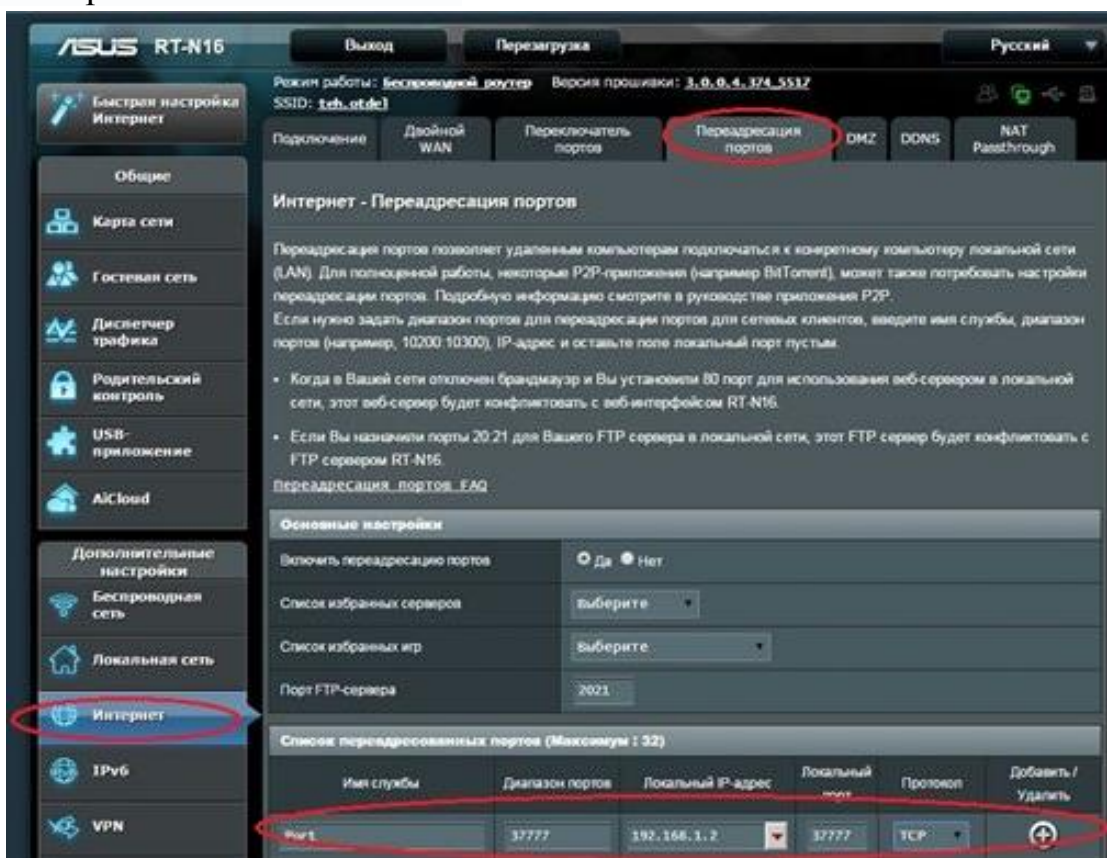 ASUS RT-N16
Выход
Перезагрузка
Русский
Режим работы: Беспроводной роутер Версия прошивки: 3.0.0.4.374_5517
SSID: teh.otdel
Быстрая настройка
Интернет
Подключение
Двойной
WAN
Переключатель
портов
Переадресация
портов
DMZ
DDNS
NAT
Passthrough
Общие
Карта сети
Гостевая сеть
Диспетчер
трафика
Родительский
контроль
USB-
приложение
AiCloud
Дополнительные
настройки
Беспроводная
сеть
Локальная сеть
Интернет
IPv6
VPN
Интернет - Переадресация портов
Переадресация портов позволяет удаленным компьютерам подключаться к конкретному компьютеру локальной сети
(LAN). Для полноценной работы, некоторые P2P-приложения (например BitTorrent), может также потребовать настройки
переадресации портов. Подробную информацию смотрите в руководстве приложения P2P.
Если нужно задать диапазон портов для переадресации портов для сетевых клиентов, введите имя службы, диапазон
портов (например, 10200:10300), IP-адрес и оставьте поле локальный порт пустым.
• Когда в Вашей сети отключен брандмауэр и Вы установили 80 порт для использования веб-сервером в локальной
сети, этот веб-сервер будет конфликтовать с веб-интерфейсом RT-N16.
• Если Вы назначили порты 20:21 для Вашего FTP сервера в локальной сети, этот FTP сервер будет конфликтовать с
FTP сервером RT-N16.
Переадресация портов FAQ
Основные настройки
Включить переадресацию портов Да Нет
Список избранных серверов Выберите
Список избранных игр Выберите
Порт FTP-сервера 2021
Список переадресованных портов (Максимум : 32)
Имя службы
Диапазон портов
Локальный IP-адрес
Локальный
порт
Протокол
Добавить /
Удалить
Port 37777 192.168.1.2 37777 TCP